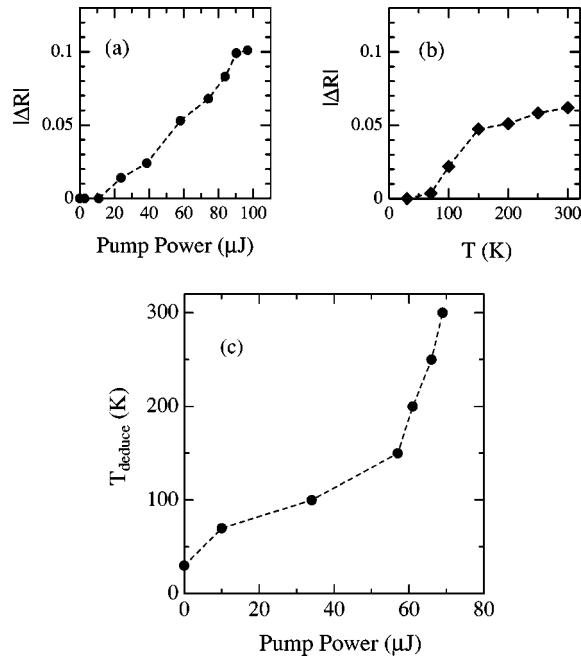 (a)
|ΔR|
0.1
0.05
0
0 20 40 60 80 100
Pump Power (μJ)
(b)
|ΔR|
0.1
0.05
0
100 200 300
T (K)
(c)
T_deduce (K)
300
200
100
0
0 20 40 60 80
Pump Power (μJ)